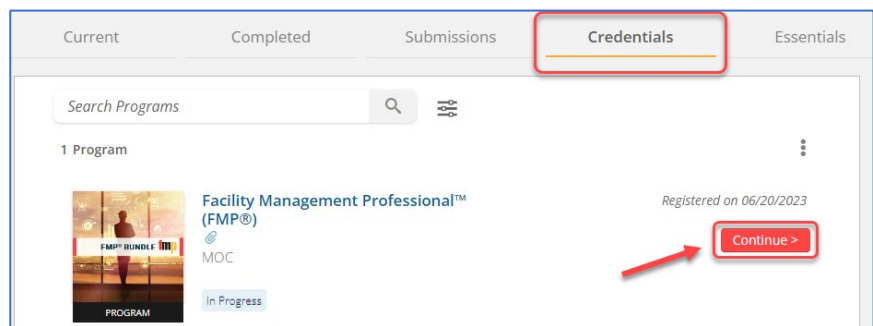 Current Completed Submissions Credentials Essentials
Search Programs
1 Program
Facility Management Professional™
(FMP®)
Registered on 06/20/2023
Continue >
MOC
In Progress
FMP® BUNDLE fmp
PROGRAM